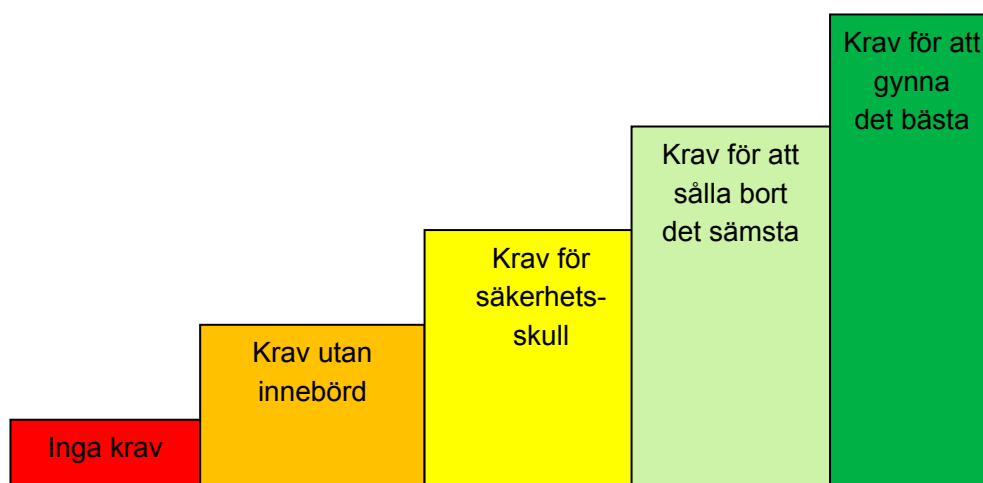 Inga krav
Krav utan
innebörd
Krav för
säkerhets-
skull
Krav för att
sålla bort
det sämsta
Krav för att
gynna
det bästa